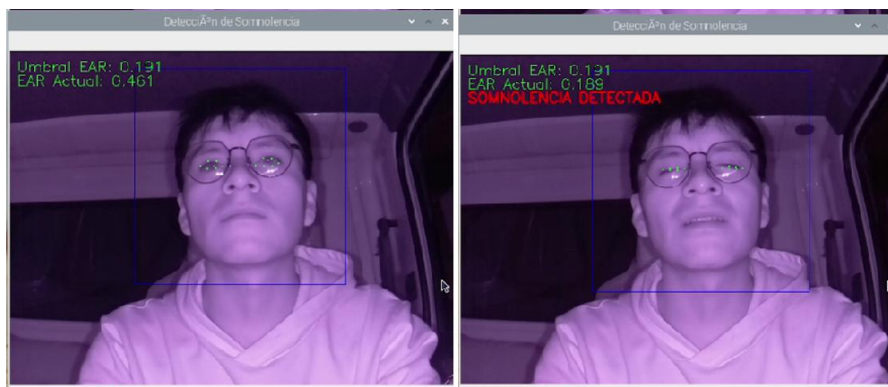 DetecciÃ³n de Somnolencia
Umbral EAR: 0.191
EAR Actual: 0.461
DetecciÃ³n de Somnolencia
Umbral EAR: 0.191
EAR Actual: 0.189
SOMNOLENCIA DETECTADA